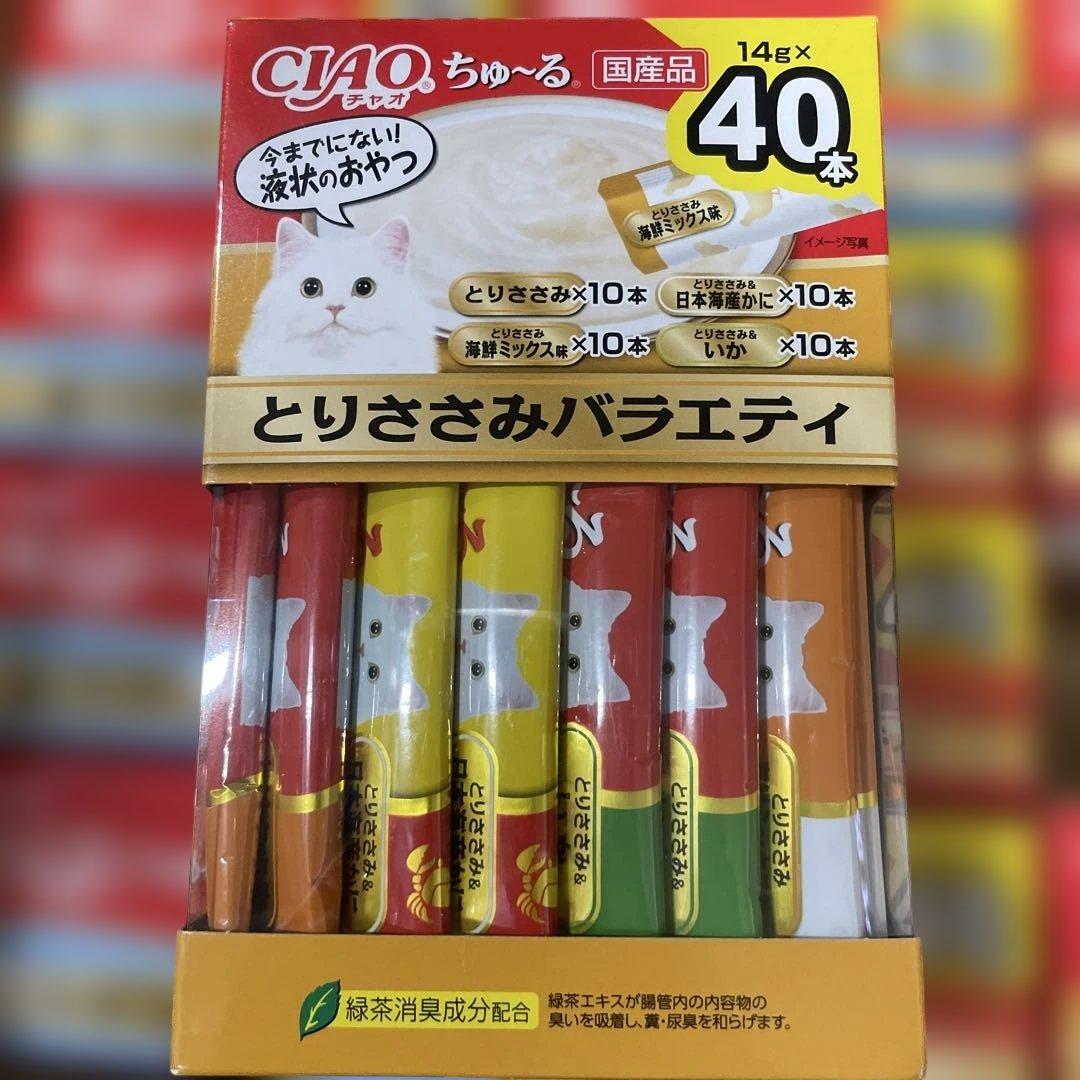 CIAO®
チャオ
ちゅ～る®
国産品
14g×
40本
今までにない!
液状のおやつ
とりささみ
海鮮ミックス味
イメージ写真
とりささみ×10本
とりささみ&
日本海産かに×10本
とりささみ
海鮮ミックス味×10本
とりささみ&
いか×10本
とりささみバラエティ
とりささみ&
とりささみ&
とりささみ&
とりささみ&
とりささみ
緑茶消臭成分配合
緑茶エキスが腸管内の内容物の
臭いを吸着し、糞・尿臭を和らげます。